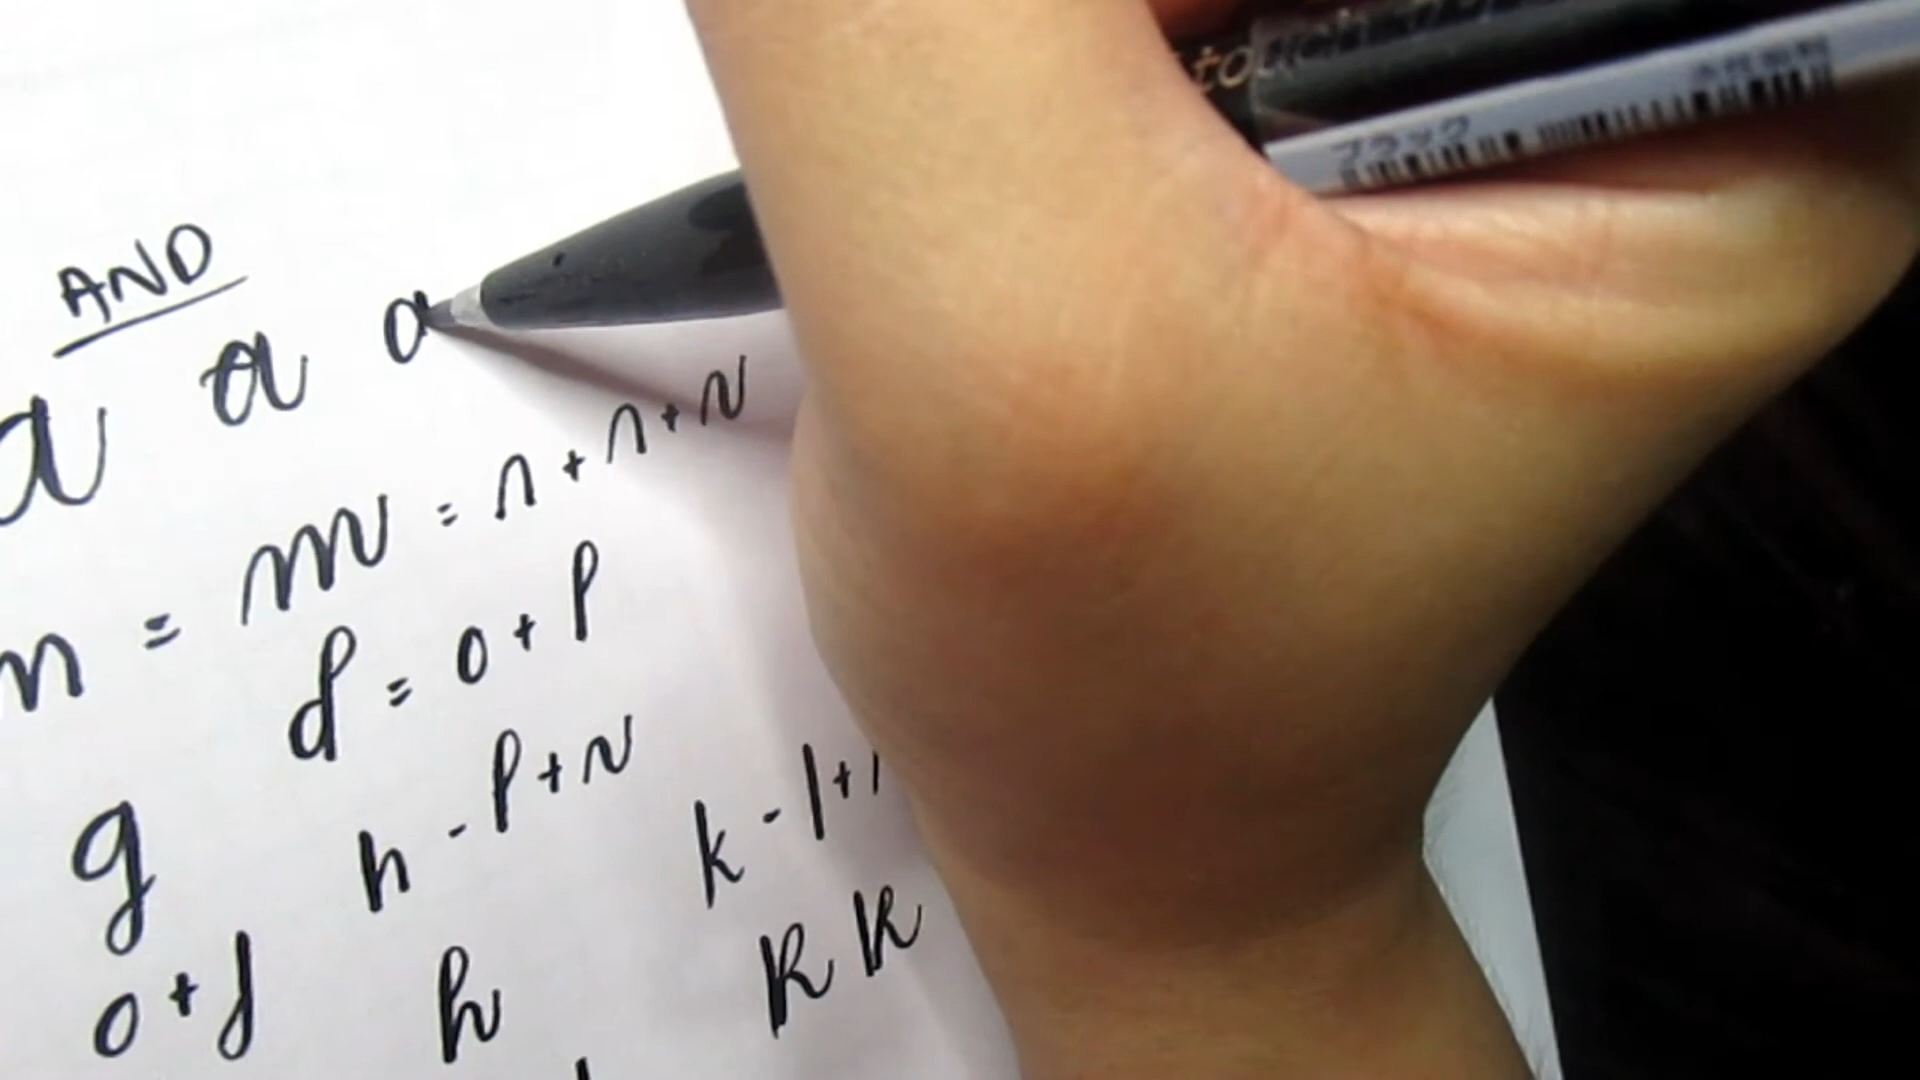 AND
a a a
m = m = n + n + N
d = o + p
g h - p + N k - l +
o + J h k k